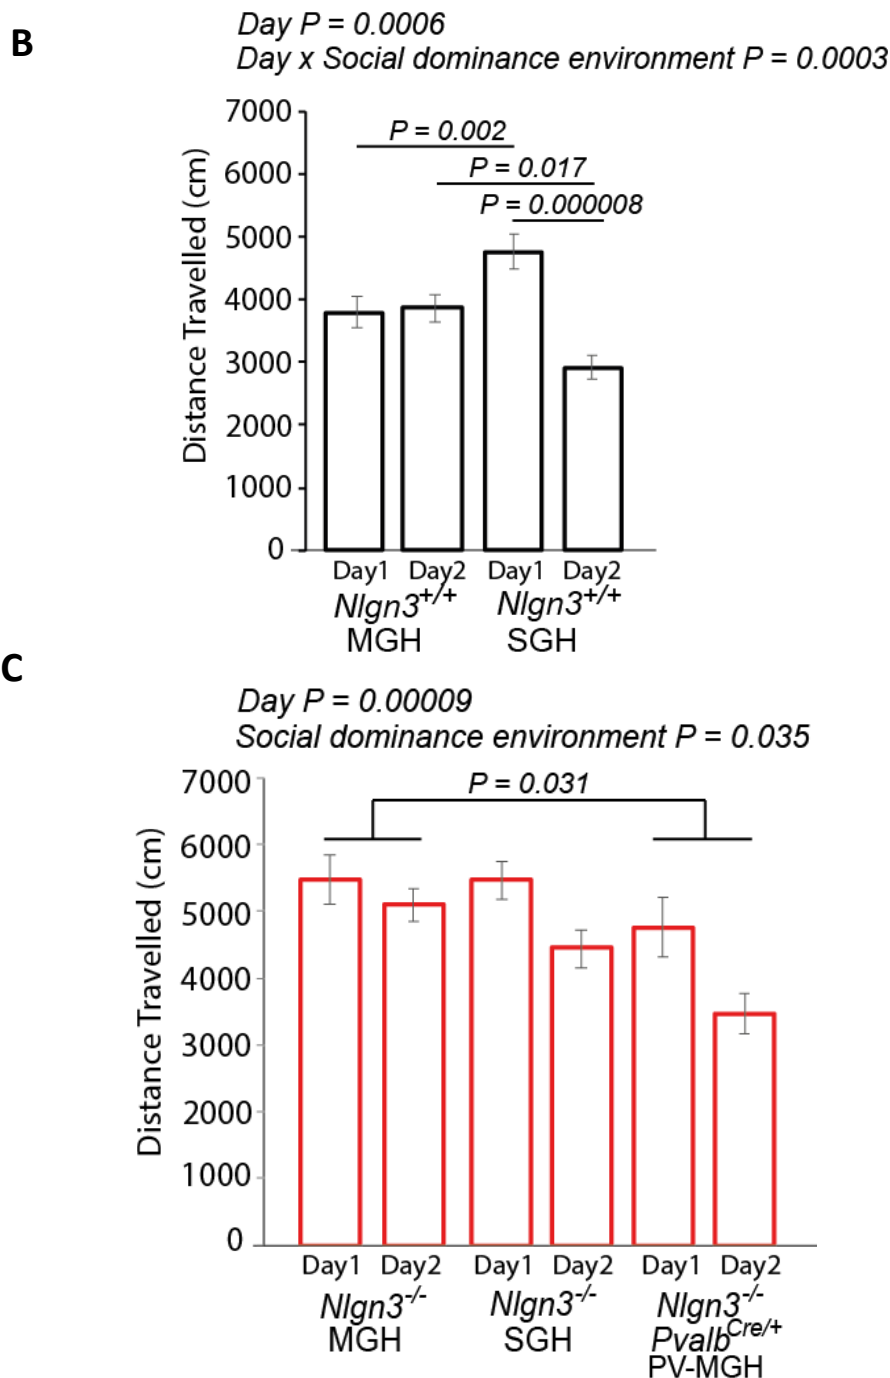 B
Day P = 0.0006
Day x Social dominance environment P = 0.0003
Distance Travelled (cm)
7000
6000
5000
4000
3000
2000
1000
0
P = 0.002
P = 0.017
P = 0.000008
Day1 Day2 Day1 Day2
Nlgn3+/+ Nlgn3+/+
MGH SGH
C
Day P = 0.00009
Social dominance environment P = 0.035
Distance Travelled (cm)
7000
6000
5000
4000
3000
2000
1000
0
P = 0.031
Day1 Day2 Day1 Day2 Day1 Day2
Nlgn3-/- Nlgn3-/- Nlgn3-/-
MGH SGH PvalbCre/+
PV-MGH